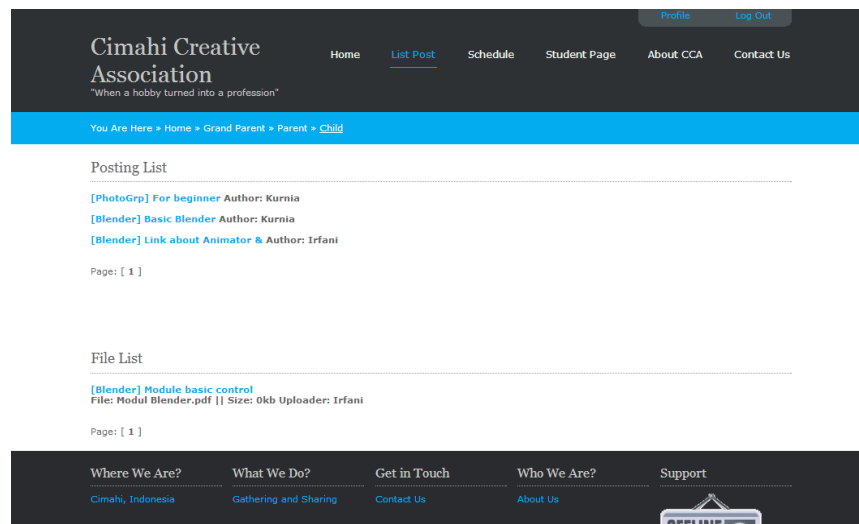 Profile Log Out
Cimahi Creative
Association
"When a hobby turned into a profession"
Home List Post Schedule Student Page About CCA Contact Us
You Are Here » Home » Grand Parent » Parent » Child
Posting List
[PhotoGrp] For beginner Author: Kurnia
[Blender] Basic Blender Author: Kurnia
[Blender] Link about Animator & Author: Irfani
Page: [ 1 ]
File List
[Blender] Module basic control
File: Modul Blender.pdf || Size: 0kb Uploader: Irfani
Page: [ 1 ]
Where We Are? What We Do? Get in Touch Who We Are? Support
Cimahi, Indonesia Gathering and Sharing Contact Us About Us
OFFLINE